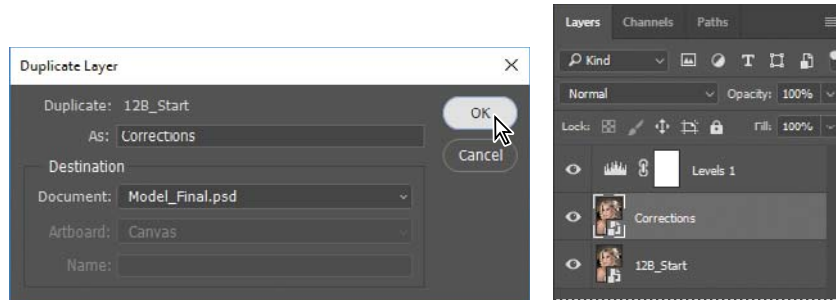 Duplicate Layer
Duplicate: 12B_Start
As: Corrections
Destination
Document: Model_Final.psd
Artboard: Canvas
Name:
OK
Cancel
Layers Channels Paths
Kind T
Normal Opacity: 100%
Lock: Fill: 100%
Levels 1
Corrections
12B_Start